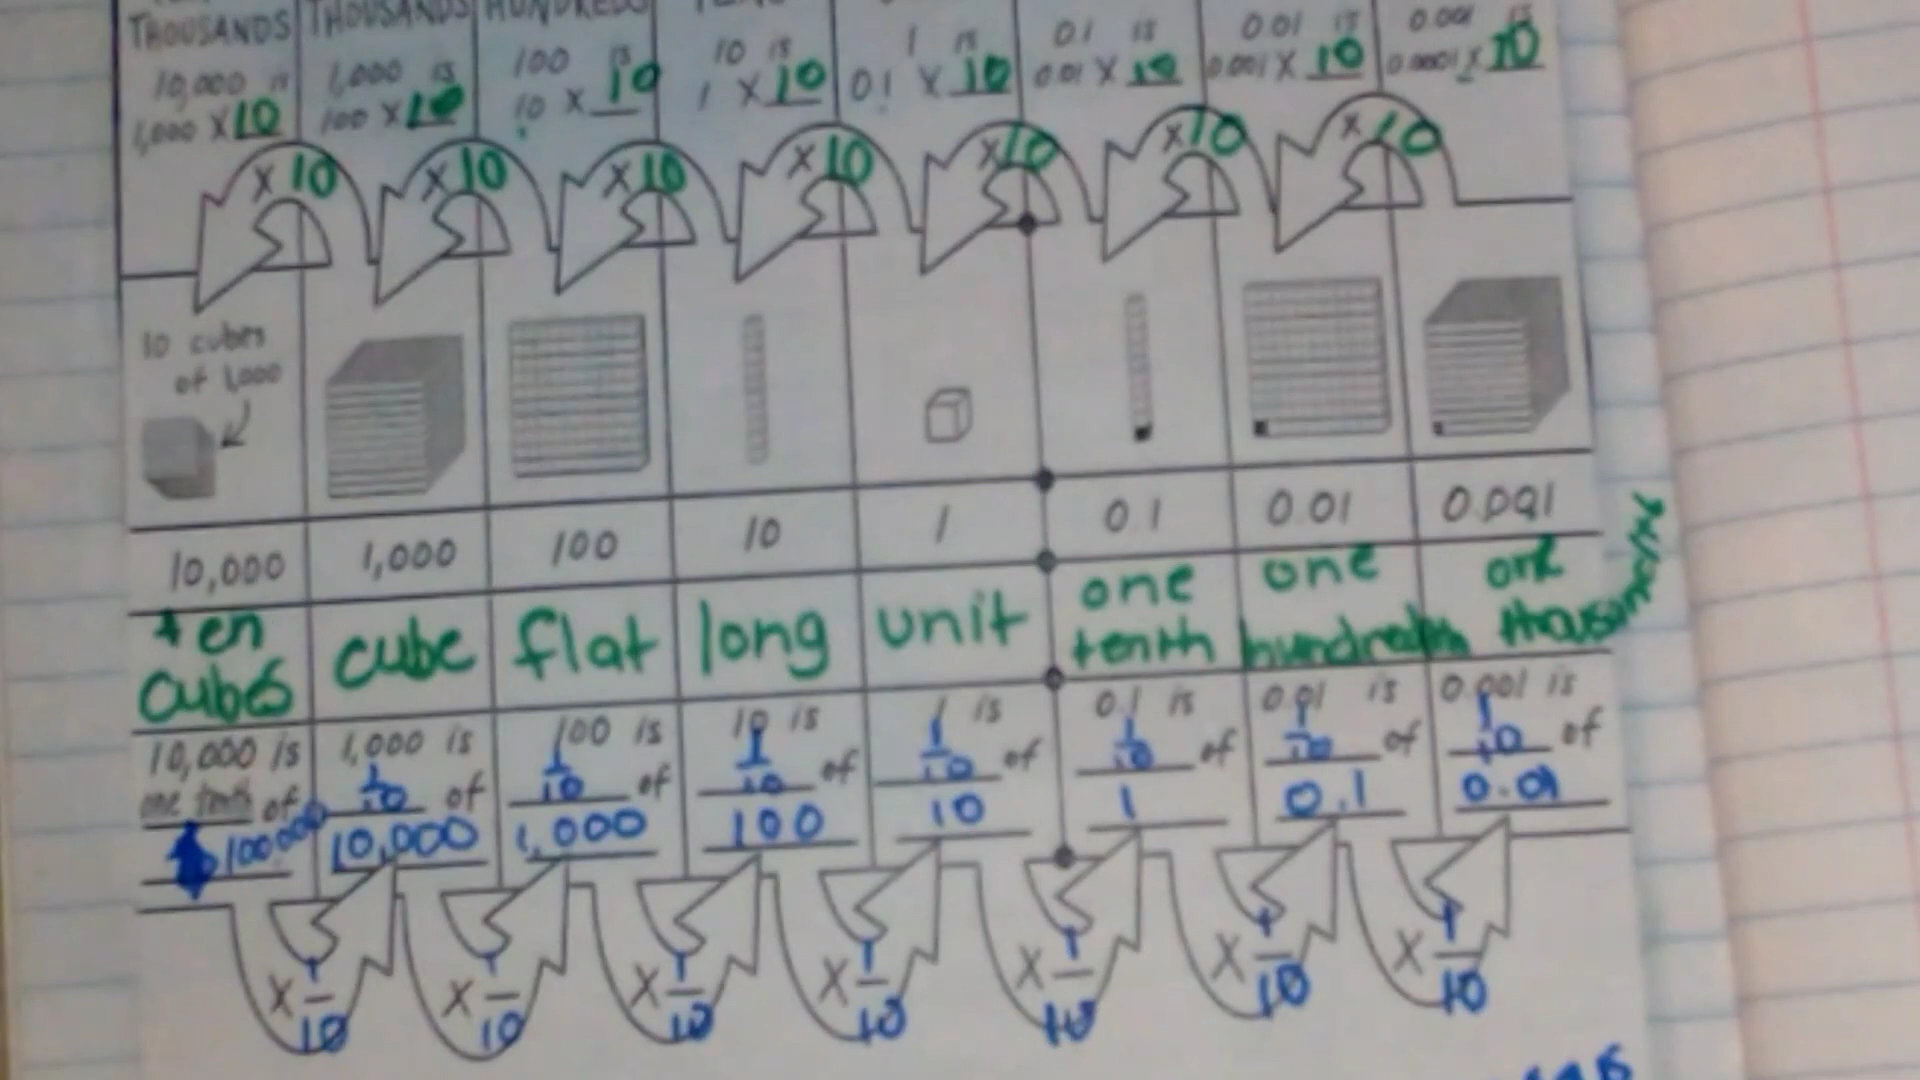 THOUSANDS THOUSANDS HUNDREDS
10,000 is 1,000 is 100 is 10 is 1 is 0.1 is 0.01 is 0.001 is
1,000 X 10 100 X 10 10 X 10 1 X 10 0.1 X 10 0.01 X 10 0.001 X 10 0.0001 X 10
x 10 x 10 x 10 x 10 x 10 x 10 x 10
10 cubes
of 1,000
10,000 1,000 100 10 1 0.1 0.01 0.001
ten cube flat long unit one one one
cubes tenth hundredth thousandth
10,000 is 1,000 is 100 is 10 is 1 is 0.1 is 0.01 is 0.001 is
one tenth of 1/10 of 1/10 of 1/10 of 1/10 of 1/10 of 1/10 of 1/10 of
100000 10,000 1,000 100 10 1 0.1 0.01
x 1/10 x 1/10 x 1/10 x 1/10 x 1/10 x 1/10 x 1/10